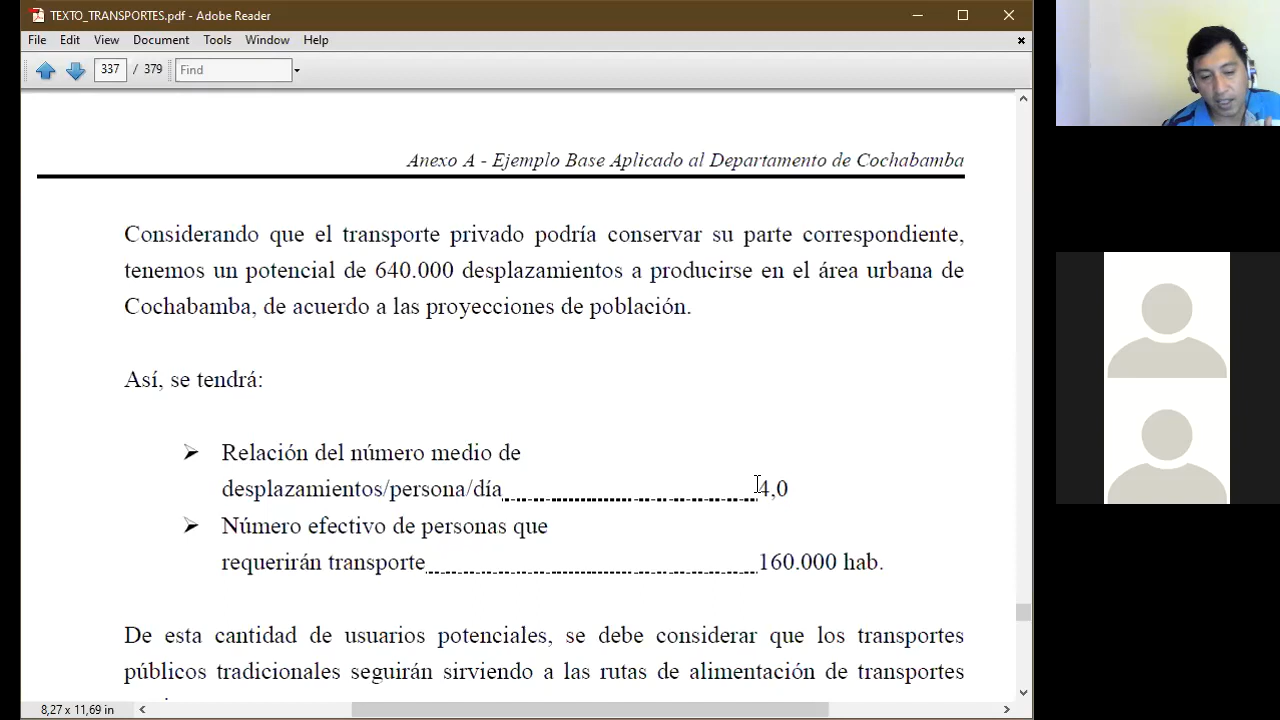 TEXTO_TRANSPORTES.pdf - Adobe Reader
File Edit View Document Tools Window Help
337 / 379 Find
Anexo A - Ejemplo Base Aplicado al Departamento de Cochabamba
Considerando que el transporte privado podría conservar su parte correspondiente,
tenemos un potencial de 640.000 desplazamientos a producirse en el área urbana de
Cochabamba, de acuerdo a las proyecciones de población.
Así, se tendrá:
Relación del número medio de
desplazamientos/persona/día 4,0
Número efectivo de personas que
requerirán transporte 160.000 hab.
De esta cantidad de usuarios potenciales, se debe considerar que los transportes
públicos tradicionales seguirán sirviendo a las rutas de alimentación de transportes
8,27 x 11,69 in